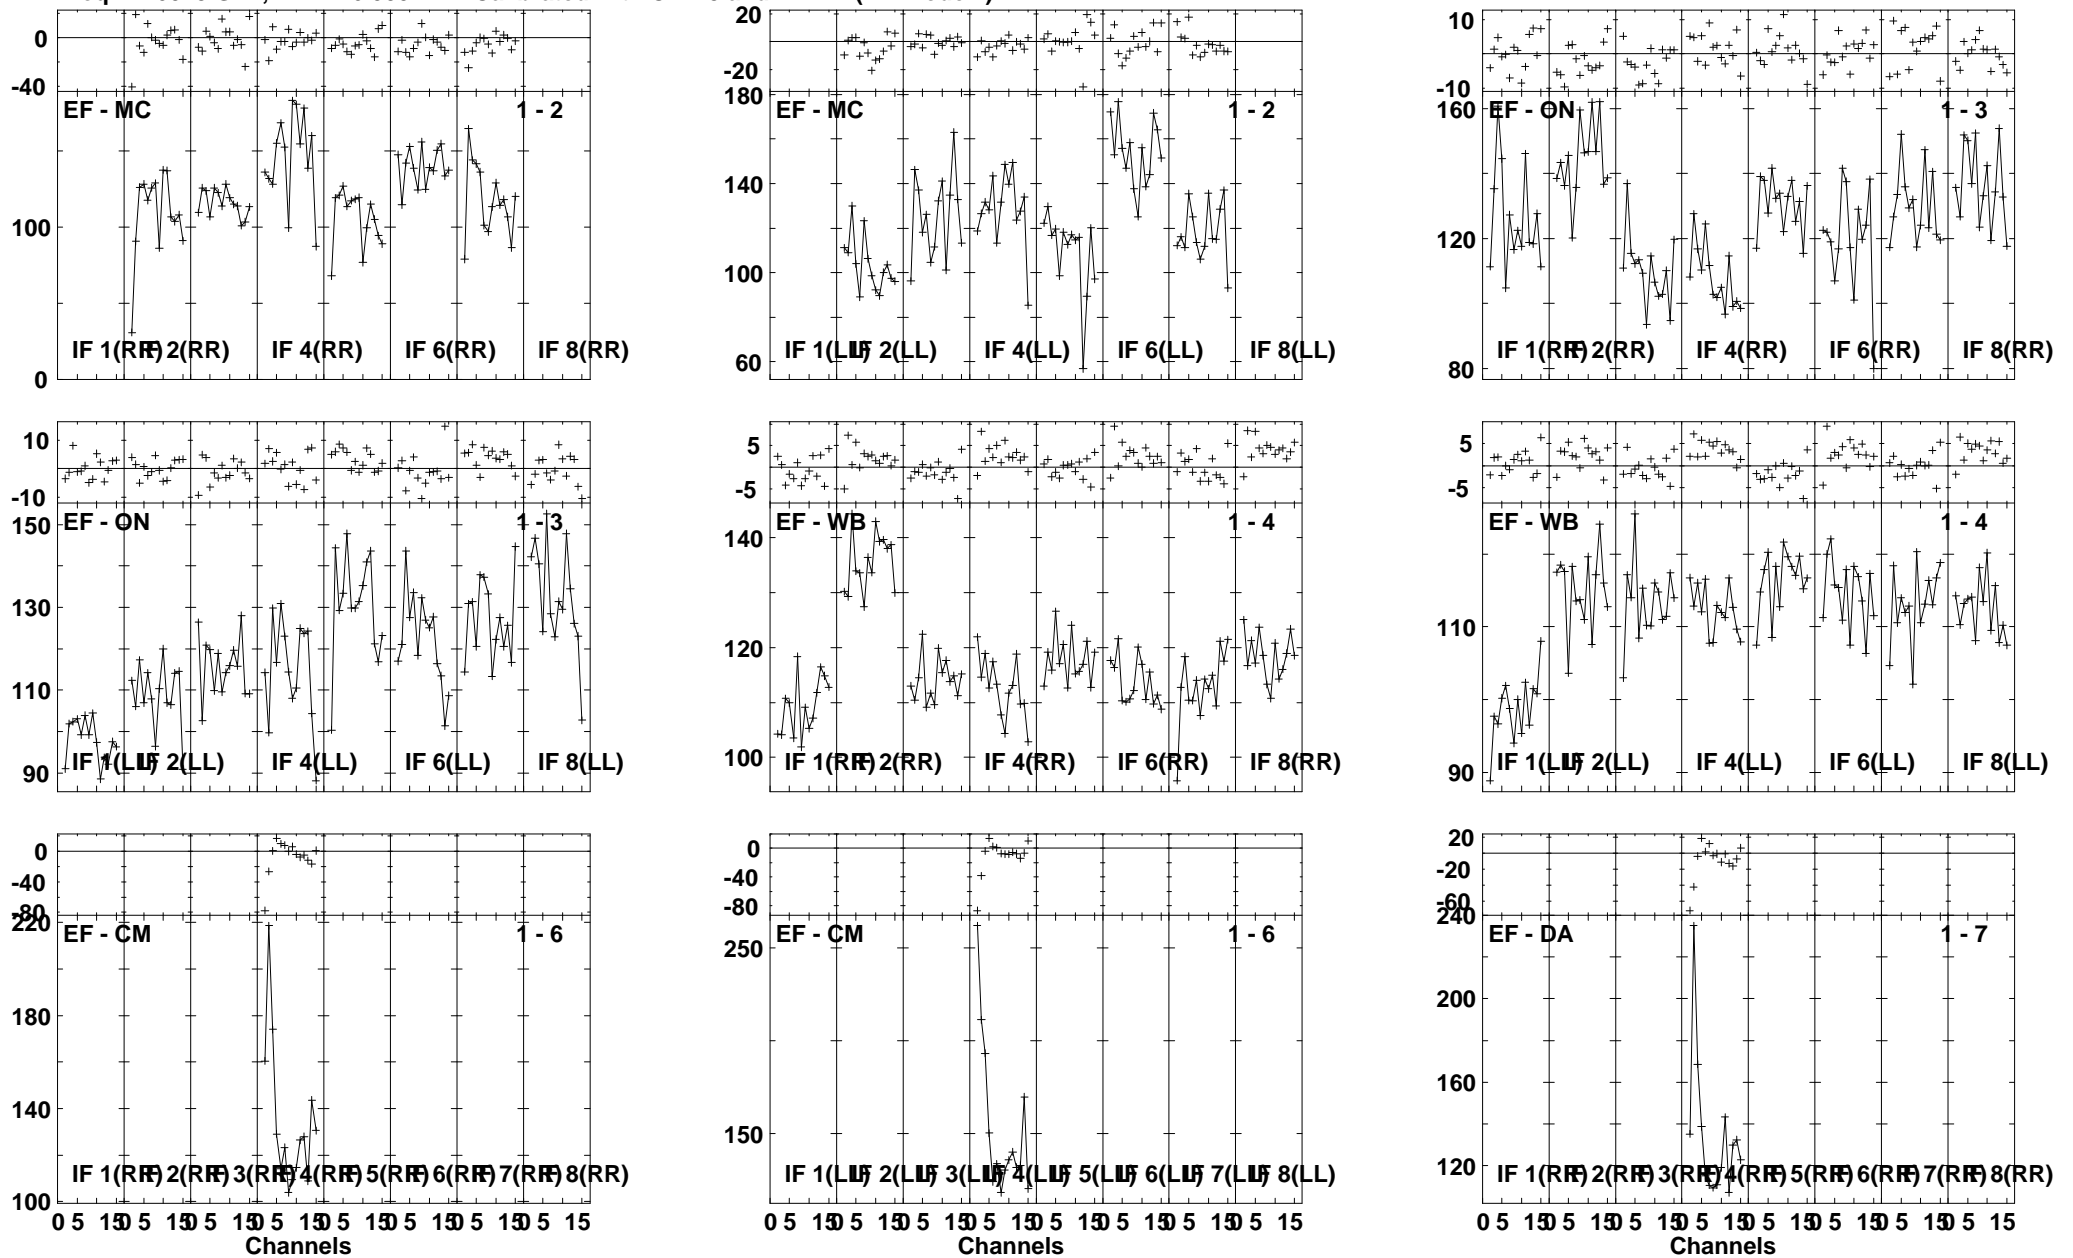 0
-40
EF - MC 1 - 2
100
0
IF 1(RR) IF 2(RR) IF 4(RR) IF 6(RR) IF 8(RR)
20
-20
180
EF - MC 1 - 2
140
100
60
IF 1(LL) IF 2(LL) IF 4(LL) IF 6(LL) IF 8(LL)
10
-10
160
EF - ON 1 - 3
120
80
IF 1(RR) IF 2(RR) IF 4(RR) IF 6(RR) IF 8(RR)
10
-10
150
EF - ON 1 - 3
130
110
90
IF 1(LL) IF 2(LL) IF 4(LL) IF 6(LL) IF 8(LL)
5
-5
EF - WB 1 - 4
140
120
100
IF 1(RR) IF 2(RR) IF 4(RR) IF 6(RR) IF 8(RR)
5
-5
EF - WB 1 - 4
110
90
IF 1(LL) IF 2(LL) IF 4(LL) IF 6(LL) IF 8(LL)
0
-40
-80
220
EF - CM 1 - 6
180
140
100
IF 1(RR) IF 2(RR) IF 3(RR) IF 4(RR) IF 5(RR) IF 6(RR) IF 7(RR) IF 8(RR)
0 5 15 0 5 15 0 5 15 0 5 15 0 5 15 0 5 15 0 5 15 0 5 15
Channels
0
-40
-80
EF - CM 1 - 6
250
150
IF 1(LL) IF 2(LL) IF 3(LL) IF 4(LL) IF 5(LL) IF 6(LL) IF 7(LL) IF 8(LL)
0 5 15 0 5 15 0 5 15 0 5 15 0 5 15 0 5 15 0 5 15 0 5 15
Channels
20
-20
-60
240
EF - DA 1 - 7
200
160
120
IF 1(RR) IF 2(RR) IF 3(RR) IF 4(RR) IF 5(RR) IF 6(RR) IF 7(RR) IF 8(RR)
0 5 15 0 5 15 0 5 15 0 5 15 0 5 15 0 5 15 0 5 15 0 5 15
Channels